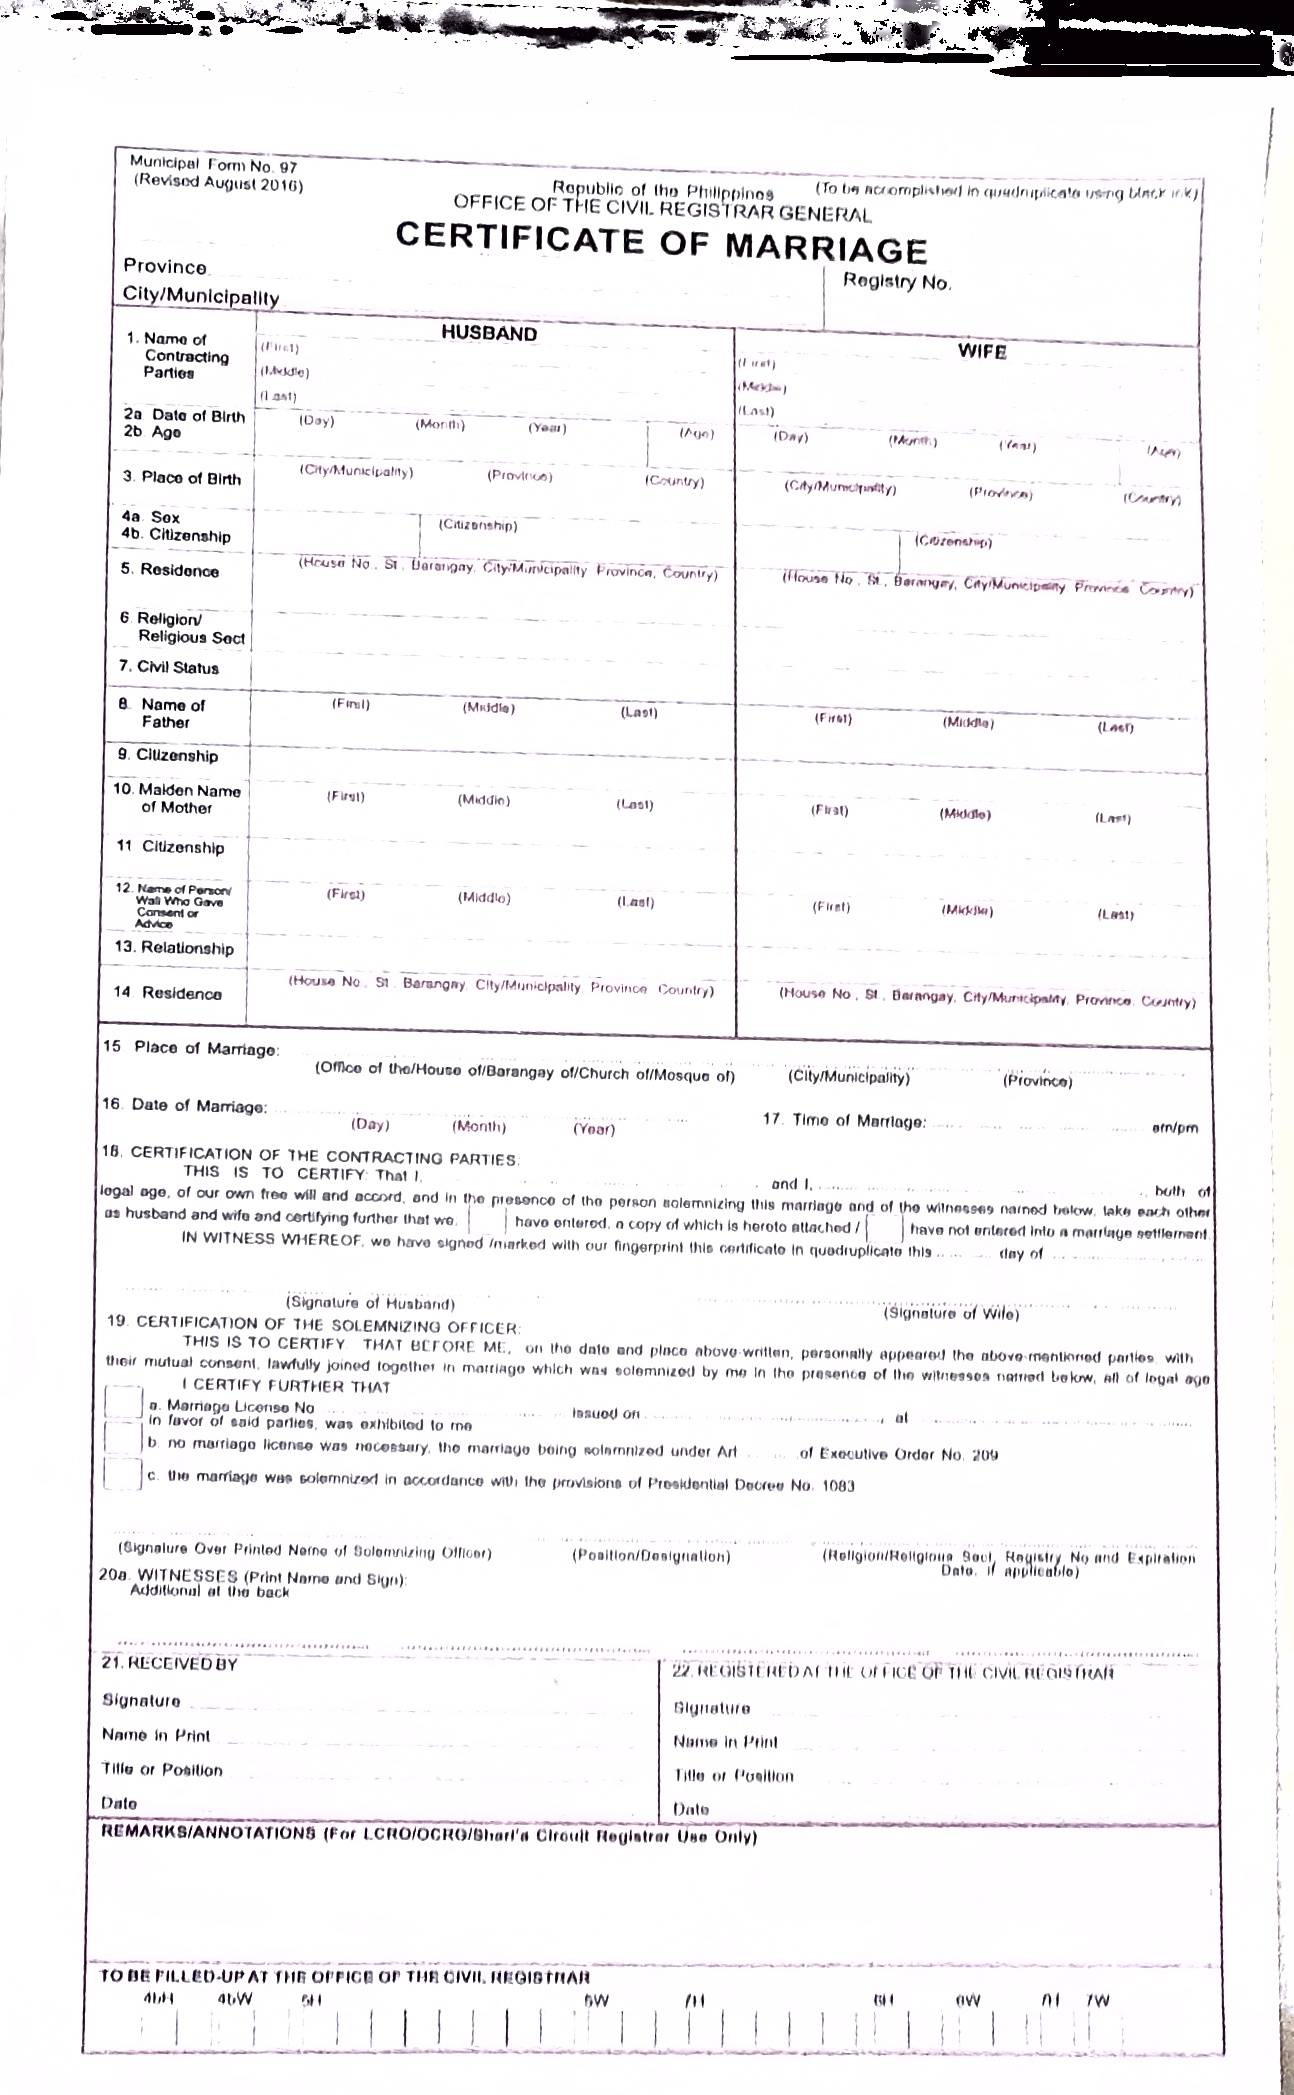 Municipal Form No. 97
(Revised August 2016)
(To be accomplished in quadruplicate using black ink)
Republic of the Philippines
OFFICE OF THE CIVIL REGISTRAR GENERAL
CERTIFICATE OF MARRIAGE
Province
Registry No.
City/Municipality
HUSBAND
WIFE
1. Name of Contracting Parties
(First)
(Middle)
(Last)
(First)
(Middle)
(Last)
2a Date of Birth
2b. Age
(Day) (Month) (Year) (Age)
(Day) (Month) (Year) (Age)
3. Place of Birth
(City/Municipality) (Province) (Country)
(City/Municipality) (Province) (Country)
4a. Sox
4b. Citizenship
(Citizenship)
(Citizenship)
5. Residence
(House No., St., Barangay, City/Municipality Province, Country)
(House No., St., Barangay, City/Municipality Province Country)
6 Religion/
Religious Sect
7. Civil Status
8. Name of
Father
(First) (Middle) (Last)
(First) (Middle) (Last)
9. Citizenship
10. Maiden Name
of Mother
(First) (Middle) (Last)
(First) (Middle) (Last)
11 Citizenship
12. Name of Person/
Wali Who Gave
Consent or
Advice
(First) (Middle) (Last)
(First) (Middle) (Last)
13. Relationship
14 Residence
(House No., St., Barangay, City/Municipality, Province Country)
(House No., St., Barangay, City/Municipality, Province, Country)
15 Place of Marriage:
(Office of the/House of/Barangay of/Church of/Mosque of) (City/Municipality) (Province)
16. Date of Marriage:
(Day) (Month) (Year)
17. Time of Marriage: am/pm
18. CERTIFICATION OF THE CONTRACTING PARTIES:
THIS IS TO CERTIFY: That I, and I, both of
legal age, of our own free will and accord, and in the presence of the person solemnizing this marriage and of the witnesses named below, take each other
as husband and wife and certifying further that we, have entered, a copy of which is hereto attached / have not entered into a marriage settlement
IN WITNESS WHEREOF, we have signed /marked with our fingerprint this certificate in quadruplicate this day of
(Signature of Husband) (Signature of Wife)
19. CERTIFICATION OF THE SOLEMNIZING OFFICER:
THIS IS TO CERTIFY THAT BEFORE ME, on the date and place above-written, personally appeared the above-mentioned parties, with
their mutual consent, lawfully joined together in marriage which was solemnized by me in the presence of the witnesses named below, all of legal age
I CERTIFY FURTHER THAT
a. Marriage License No issued on , at
in favor of said parties, was exhibited to me
b. no marriage license was necessary, the marriage being solemnized under Art of Executive Order No. 209
c. the marriage was solemnized in accordance with the provisions of Presidential Decree No. 1083
(Signature Over Printed Name of Solemnizing Officer) (Position/Designation) (Religion/Religious Sect, Registry No and Expiration
Date, if applicable)
20a. WITNESSES (Print Name and Sign):
Additional at the back
21. RECEIVED BY
Signature
Name in Print
Title or Position
Date
22. REGISTERED AT THE OFFICE OF THE CIVIL REGISTRAR
Signature
Name in Print
Title or Position
Date
REMARKS/ANNOTATIONS (For LCRO/OCRG/Shari'a Circuit Registrar Use Only)
TO BE FILLED-UP AT THE OFFICE OF THE CIVIL REGISTRAR
4bH 4bW 5H 5W 7H 6H 6W 7H 7W